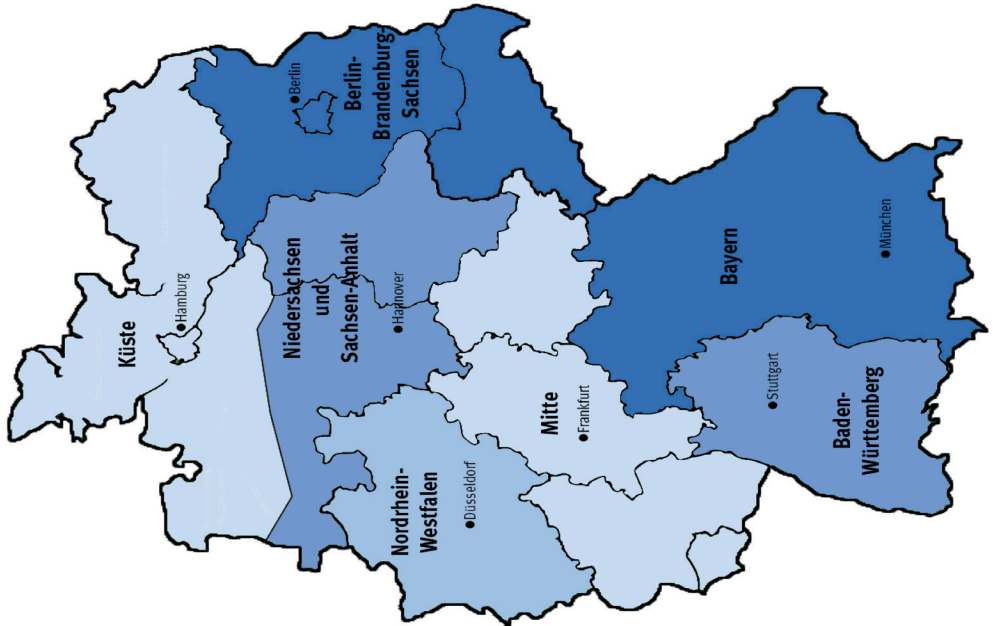 Küste
Hamburg
Berlin
Berlin-
Brandenburg-
Sachsen
Niedersachsen
und
Sachsen-Anhalt
Hannover
Nordrhein-
Westfalen
Düsseldorf
Mitte
Frankfurt
Bayern
München
Stuttgart
Baden-
Württemberg